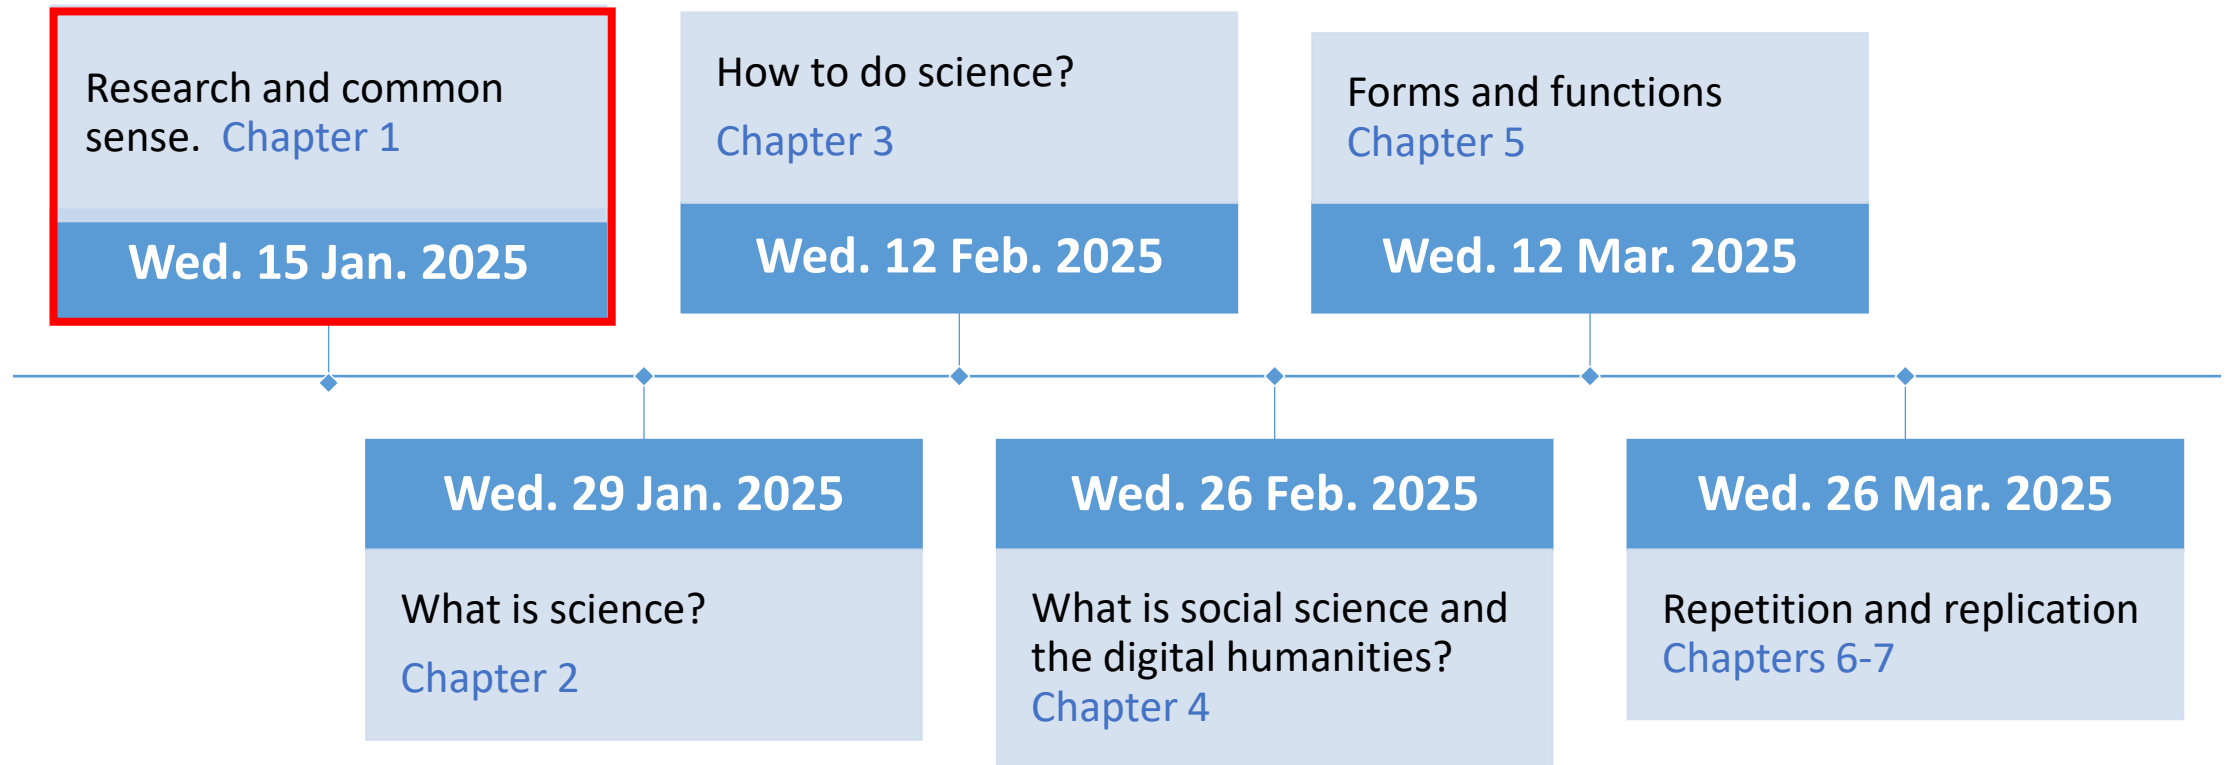 Research and common
sense.  Chapter 1
Wed. 15 Jan. 2025
Wed. 29 Jan. 2025
What is science?
Chapter 2
How to do science?
Chapter 3
Wed. 12 Feb. 2025
Wed. 26 Feb. 2025
What is social science and
the digital humanities?
Chapter 4
Forms and functions
Chapter 5
Wed. 12 Mar. 2025
Wed. 26 Mar. 2025
Repetition and replication
Chapters 6-7